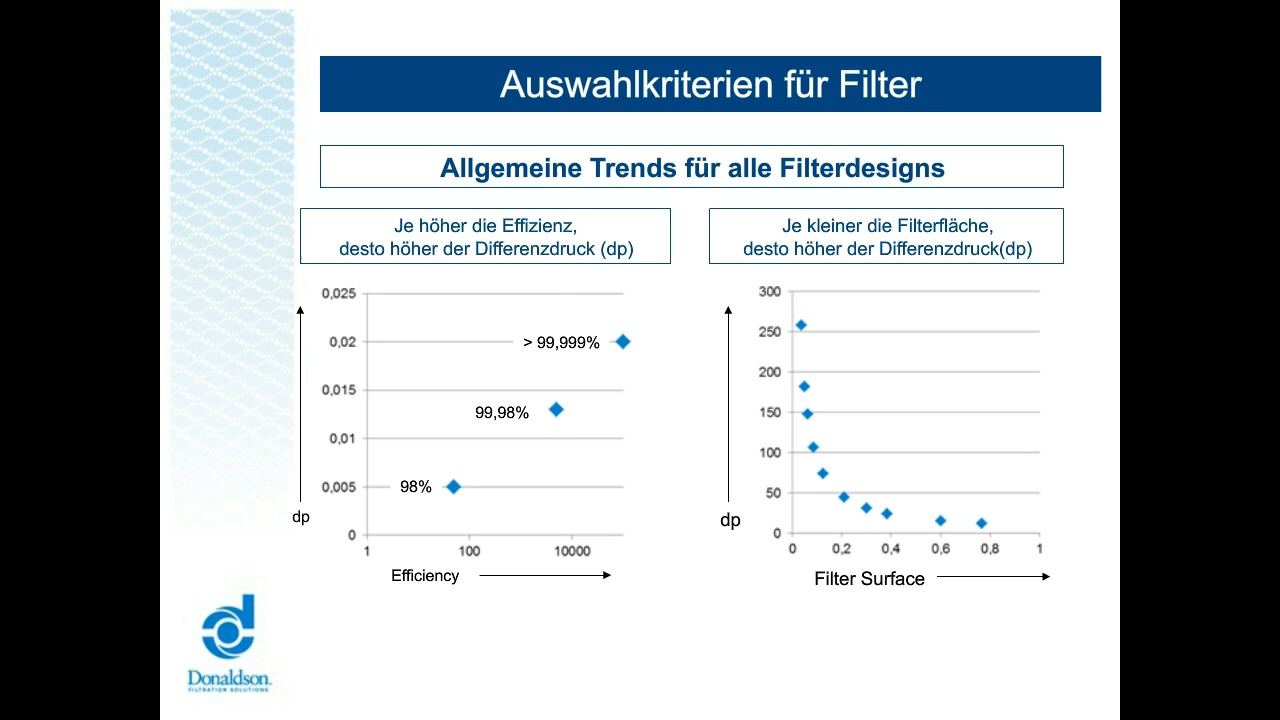 Auswahlkriterien für Filter
Allgemeine Trends für alle Filterdesigns
Je höher die Effizienz,
desto höher der Differenzdruck (dp)
0,025
0,02
0,015
0,01
0,005
0
> 99,999%
99,98%
98%
dp
1
100
10000
Efficiency
Je kleiner die Filterfläche,
desto höher der Differenzdruck(dp)
300
250
200
150
100
50
0
dp
0
0,2
0,4
0,6
0,8
1
Filter Surface
Donaldson.
FILTRATION SOLUTIONS